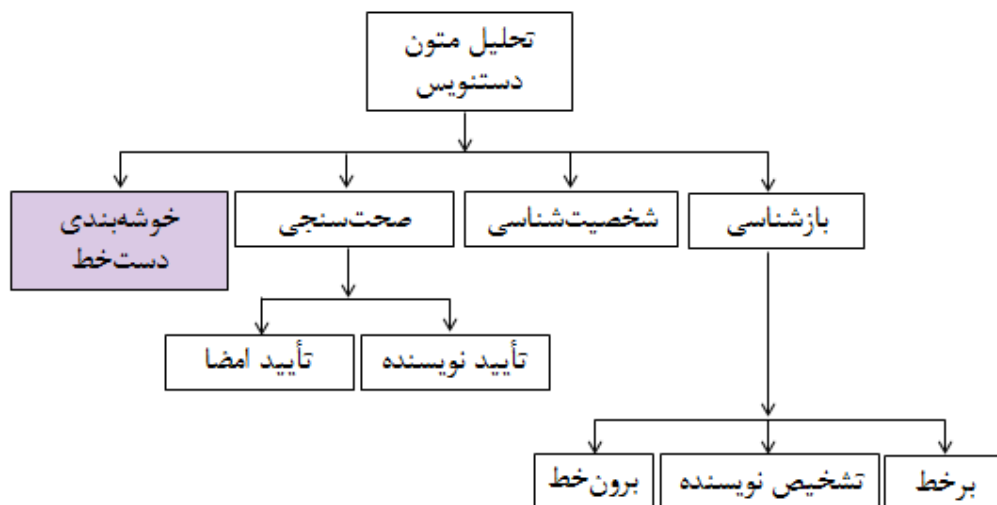 تحلیل متون
دستنویس
بازشناسی
شخصیت‌شناسی
صحت‌سنجی
خوشه‌بندی
دست‌خط
تأیید نویسنده
تأیید امضا
برخط
تشخیص نویسنده
برون‌خط